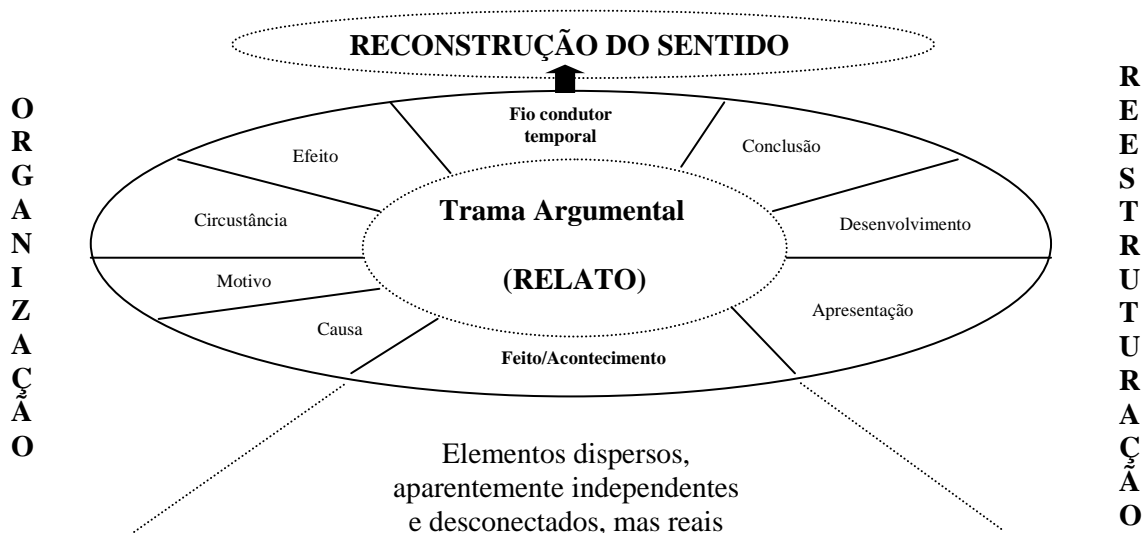 RECONSTRUÇÃO DO SENTIDO
ORGANIZAÇÃO
REESTRUTURAÇÃO
Fio condutor
temporal
Efeito
Conclusão
Circustância
Trama Argumental
(RELATO)
Desenvolvimento
Motivo
Apresentação
Causa
Feito/Acontecimento
Elementos dispersos,
aparentemente independentes
e desconectados, mas reais